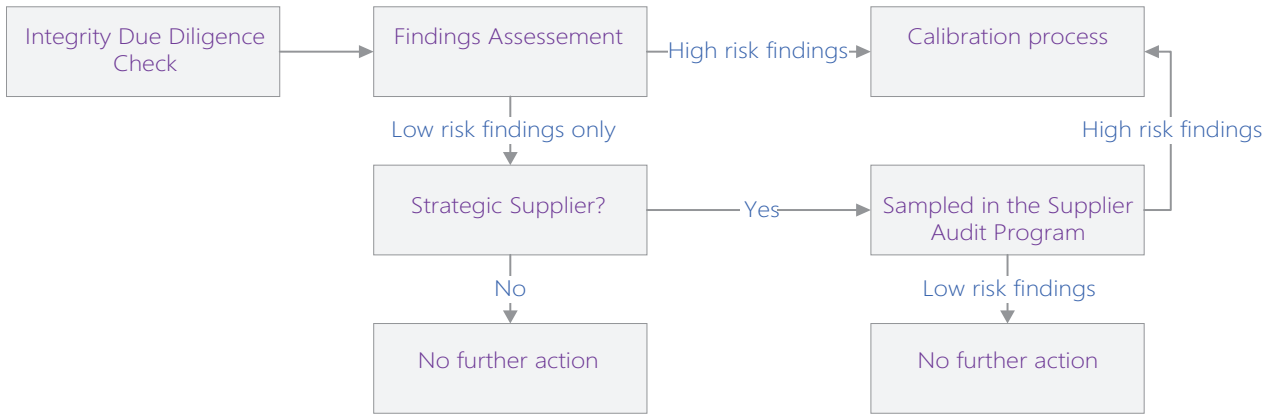 Integrity Due Diligence
Check
Findings Assessement
High risk findings
Calibration process
Low risk findings only
High risk findings
Strategic Supplier?
Yes
Sampled in the Supplier
Audit Program
No
Low risk findings
No further action
No further action